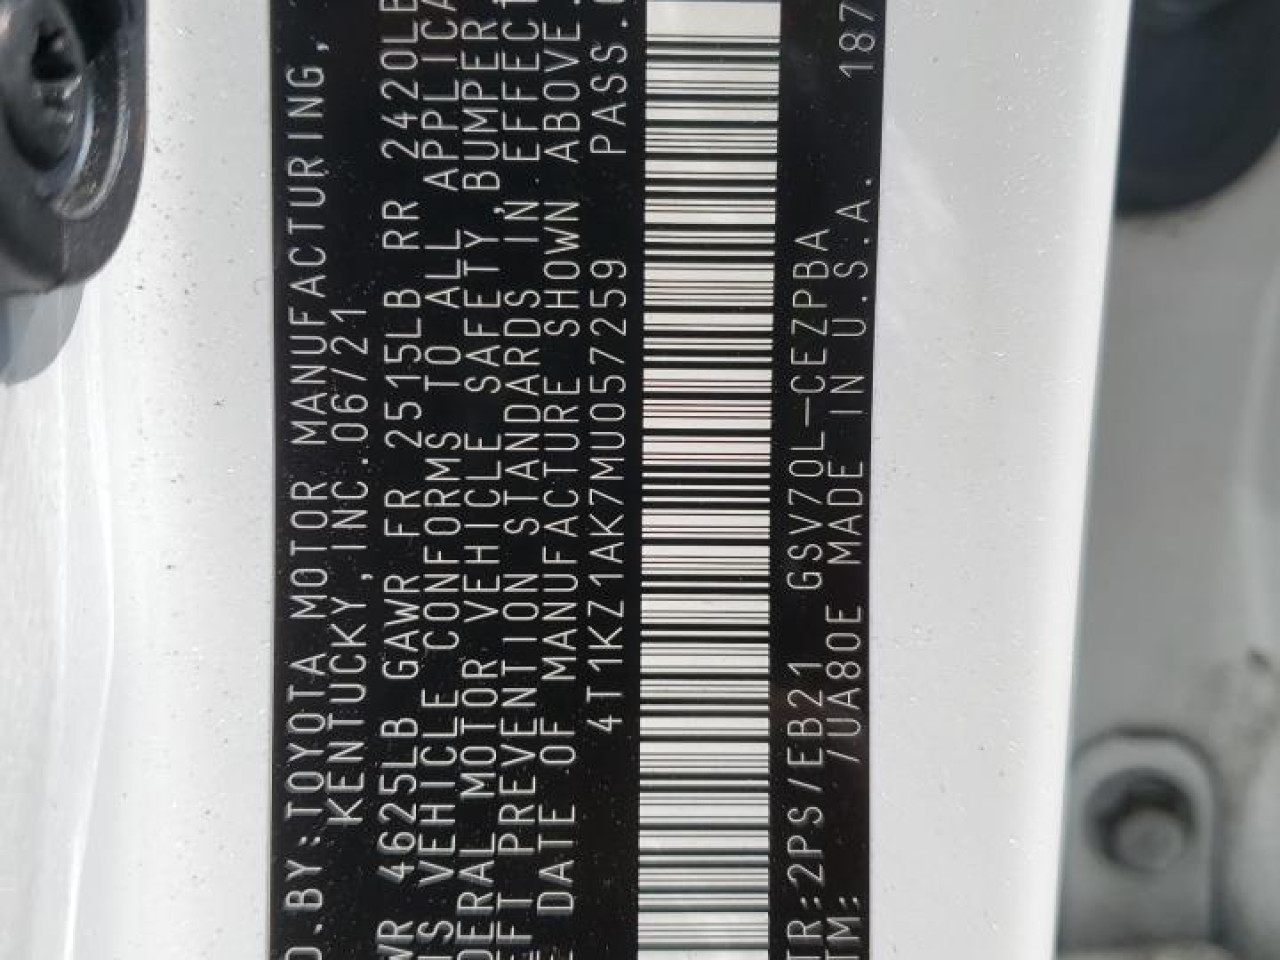 D.BY:TOYOTA MOTOR MANUFACTURING,
KENTUCKY,INC.06/21
WR 4625LB GAWR FR 2515LB RR 2420LB
IS VEHICLE CONFORMS TO ALL APPLICA
DERAL MOTOR VEHICLE SAFETY, BUMPER
EFT PREVENTION STANDARDS IN EFFECT
E DATE OF MANUFACTURE SHOWN ABOVE.
4T1KZ1AK7MU057259 PASS.
TR:2PS/EB21 GSV70L-CEZPBA
TM: /UA80E MADE IN U.S.A. 187